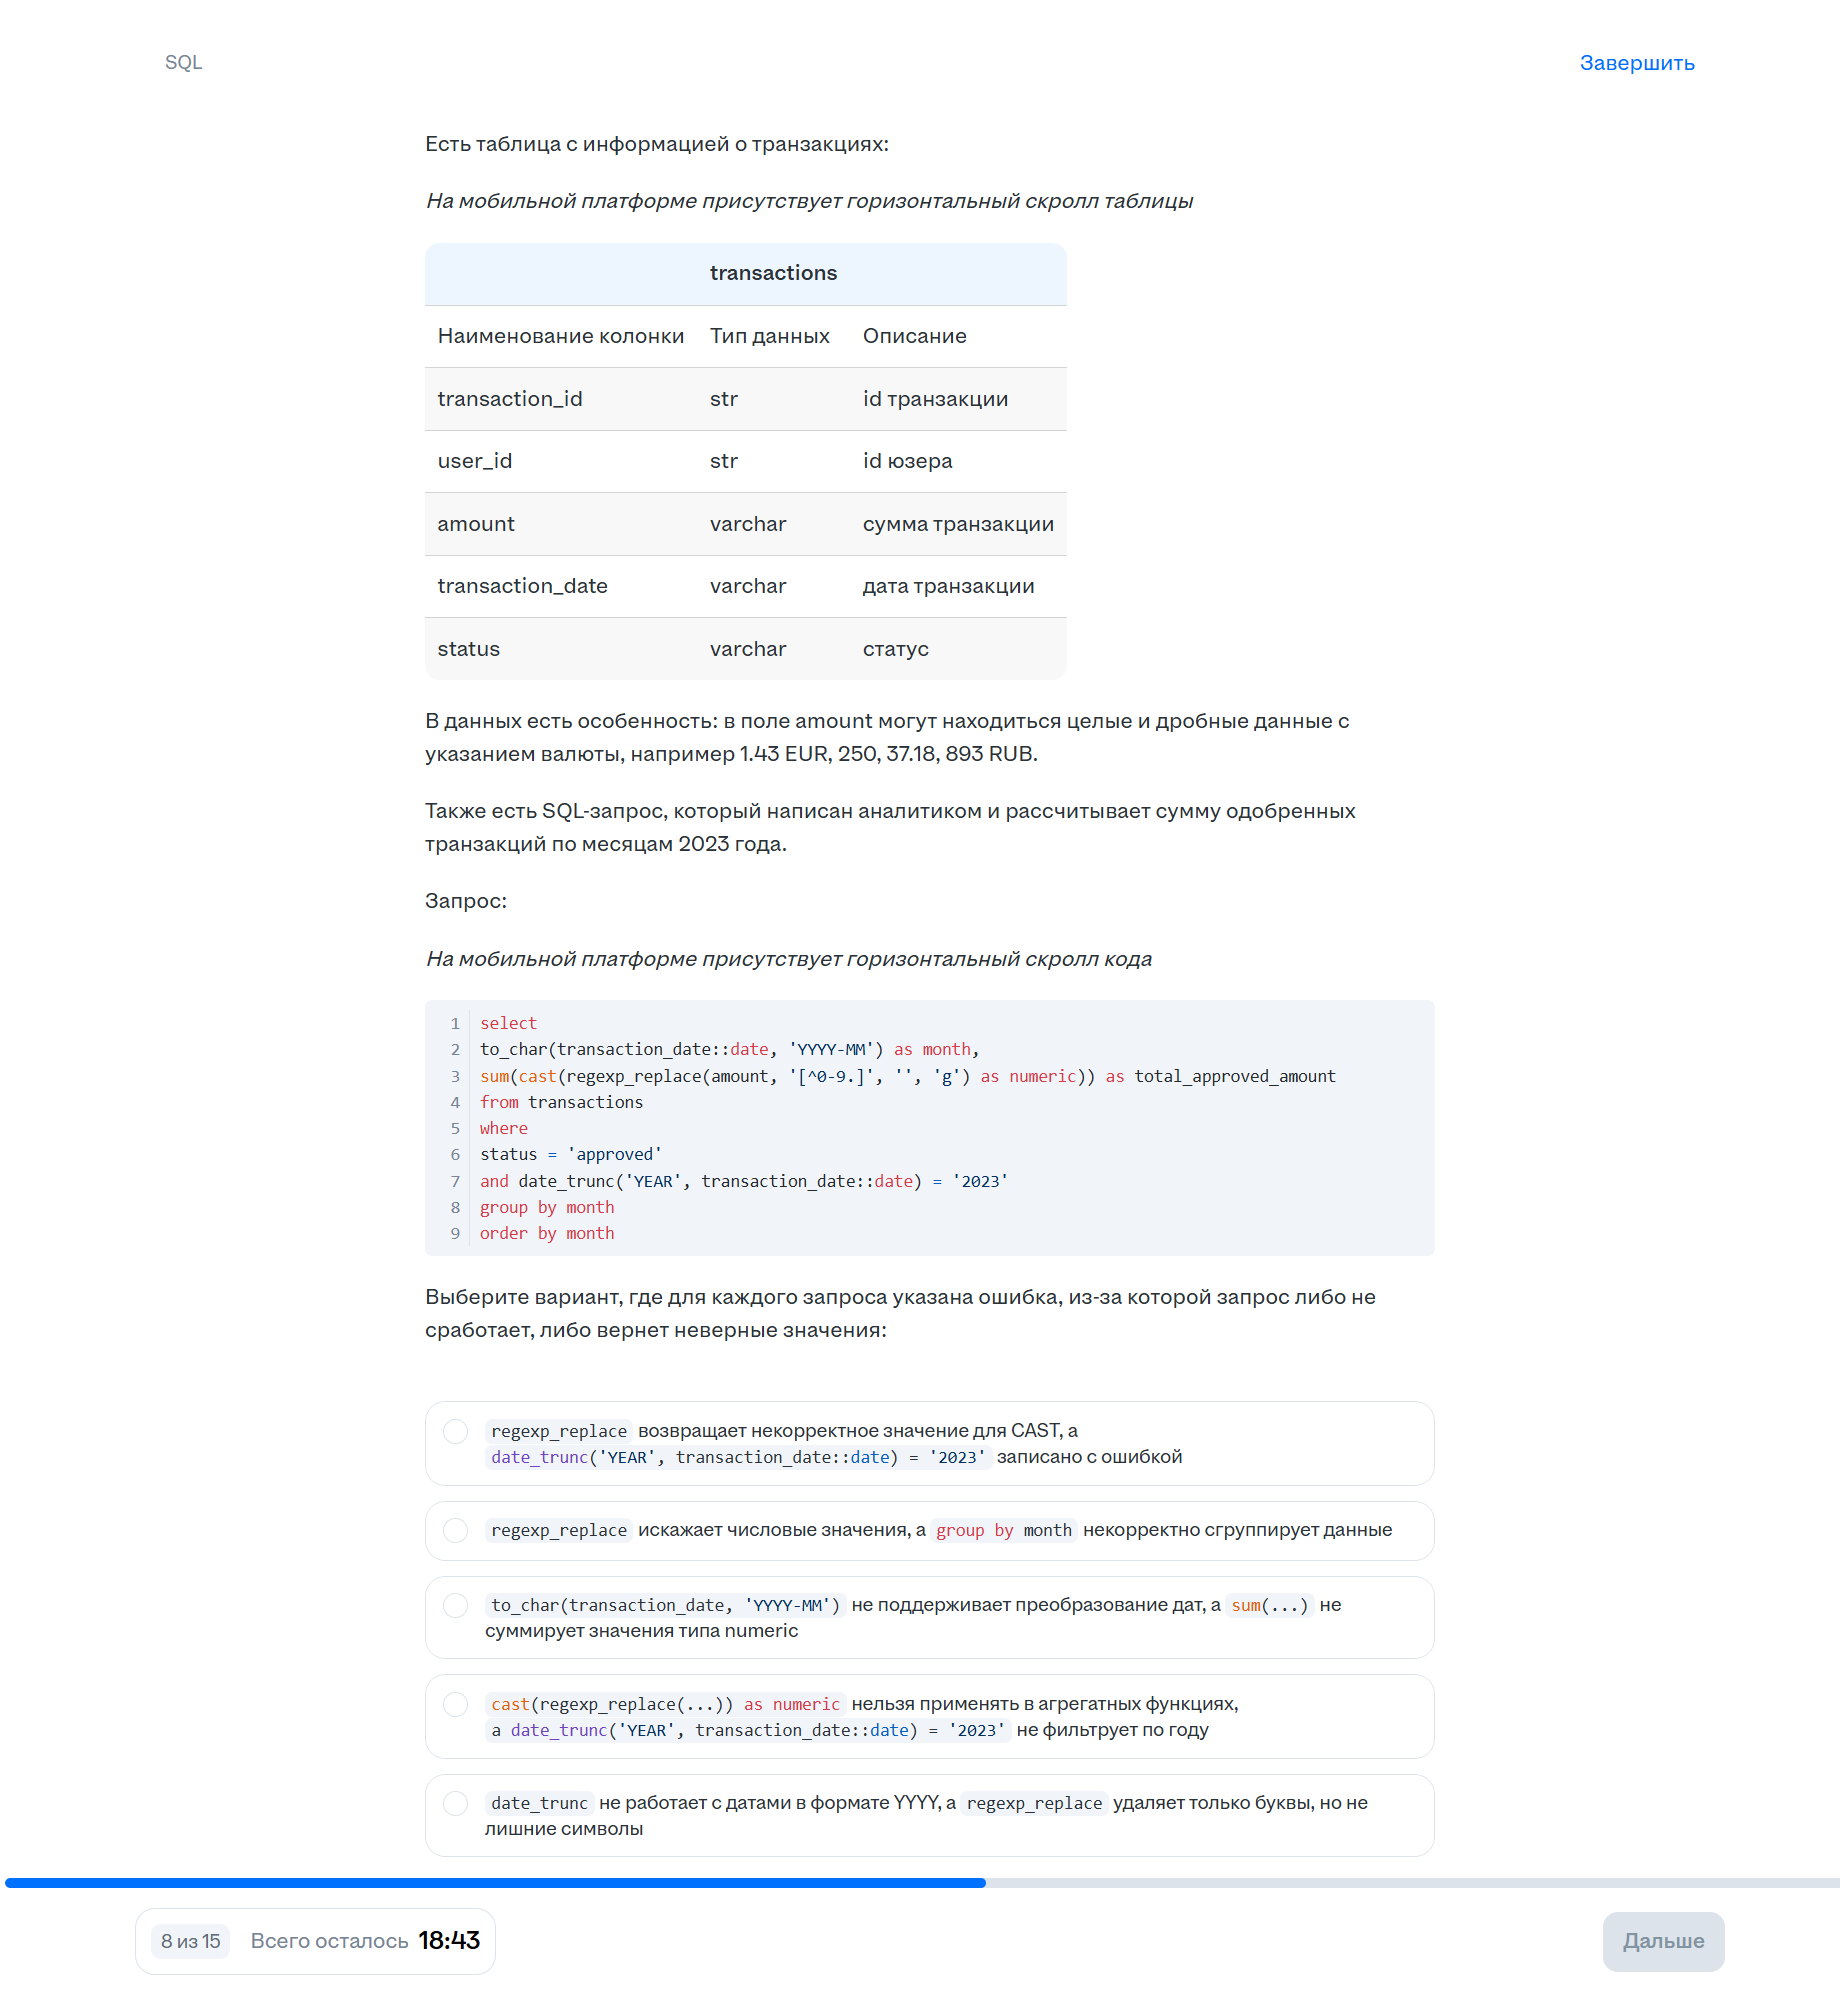 SQL
Завершить
Есть таблица с информацией о транзакциях:
На мобильной платформе присутствует горизонтальный скролл таблицы
transactions
Наименование колонки Тип данных Описание
transaction_id str id транзакции
user_id str id юзера
amount varchar сумма транзакции
transaction_date varchar дата транзакции
status varchar статус
В данных есть особенность: в поле amount могут находиться целые и дробные данные с
указанием валюты, например 1.43 EUR, 250, 37.18, 893 RUB.
Также есть SQL-запрос, который написан аналитиком и рассчитывает сумму одобренных
транзакций по месяцам 2023 года.
Запрос:
На мобильной платформе присутствует горизонтальный скролл кода
1 select
2 to_char(transaction_date::date, 'YYYY-MM') as month,
3 sum(cast(regexp_replace(amount, '[^0-9.]', '', 'g') as numeric)) as total_approved_amount
4 from transactions
5 where
6 status = 'approved'
7 and date_trunc('YEAR', transaction_date::date) = '2023'
8 group by month
9 order by month
Выберите вариант, где для каждого запроса указана ошибка, из-за которой запрос либо не
сработает, либо вернет неверные значения:
regexp_replace возвращает некорректное значение для CAST, а
date_trunc('YEAR', transaction_date::date) = '2023' записано с ошибкой
regexp_replace искажает числовые значения, а group by month некорректно сгруппирует данные
to_char(transaction_date, 'YYYY-MM') не поддерживает преобразование дат, а sum(...) не
суммирует значения типа numeric
cast(regexp_replace(...)) as numeric нельзя применять в агрегатных функциях,
а date_trunc('YEAR', transaction_date::date) = '2023' не фильтрует по году
date_trunc не работает с датами в формате YYYY, а regexp_replace удаляет только буквы, но не
лишние символы
8 из 15 Всего осталось 18:43
Дальше